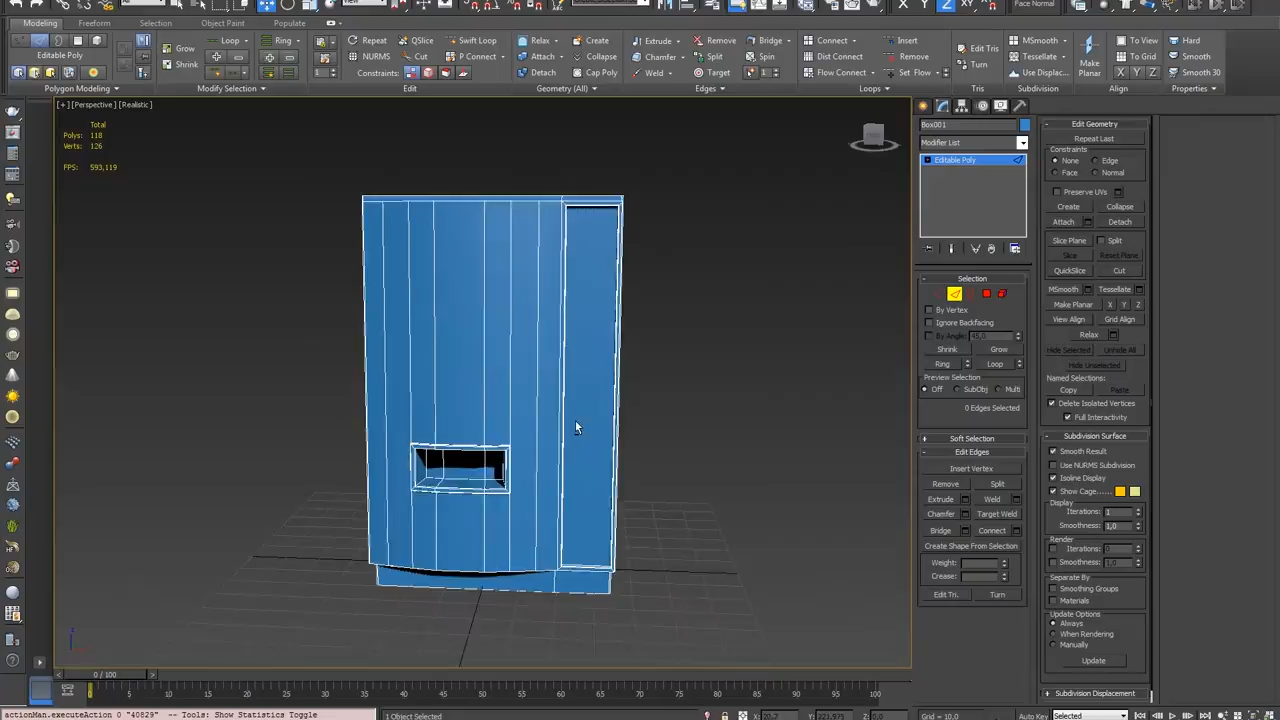 Modeling Freeform Selection Object Paint Populate
Editable Poly
Grow Loop Ring
Shrink
Repeat QSlice Swift Loop
NURMS Cut P Connect
Constraints:
Relax Create
Attach Collapse
Detach Cap Poly
Extrude Remove Bridge
Chamfer Split Spin
Weld Target 1
Connect Insert
Dist Connect Remove
Flow Connect Set Flow
Edit Tris
Turn
MSmooth
Tessellate
Use Displac...
Make Planar
To View
Align
X Y Z
Hard
Smooth
Smooth 30
Polygon Modeling Modify Selection Edit Geometry (All) Edges Loops Tris Subdivision Align Properties
[+] [Perspective] [Realistic]
Total
Polys: 118
Verts: 126
FPS: 593,119
Box001
Modifier List
Editable Poly
Selection
By Vertex
Ignore Backfacing
By Angle: 45,0
Shrink Grow
Ring Loop
Preview Selection
Off SubObj Multi
0 Edges Selected
Soft Selection
Edit Edges
Insert Vertex
Remove Split
Extrude Weld
Chamfer Target Weld
Bridge Connect
Create Shape From Selection
Weight:
Crease:
Edit Tri. Turn
Edit Geometry
Repeat Last
Constraints
None Edge
Face Normal
Preserve UVs
Create Collapse
Attach Detach
Slice Plane Split
Slice Reset Plane
QuickSlice Cut
MSmooth Tessellate
Make Planar X Y Z
View Align Grid Align
Relax
Hide Selected Unhide All
Hide Unselected
Named Selections:
Copy Paste
Delete Isolated Vertices
Full Interactivity
Subdivision Surface
Smooth Result
Use NURMS Subdivision
Isoline Display
Show Cage......
Display
Iterations: 1
Smoothness: 1,0
Render
Iterations: 0
Smoothness: 1,0
Separate By
Smoothing Groups
Materials
Update Options
Always
When Rendering
Manually
Update
Subdivision Displacement
0 / 100
0 5 10 15 20 25 30 35 40 45 50 55 60 65 70 75 80 85 90 95 100
actionMan.executeAction 0 "40829" -- Tools: Show Statistics Toggle
1 Object Selected
Grid = 10,0
Auto Key Selected